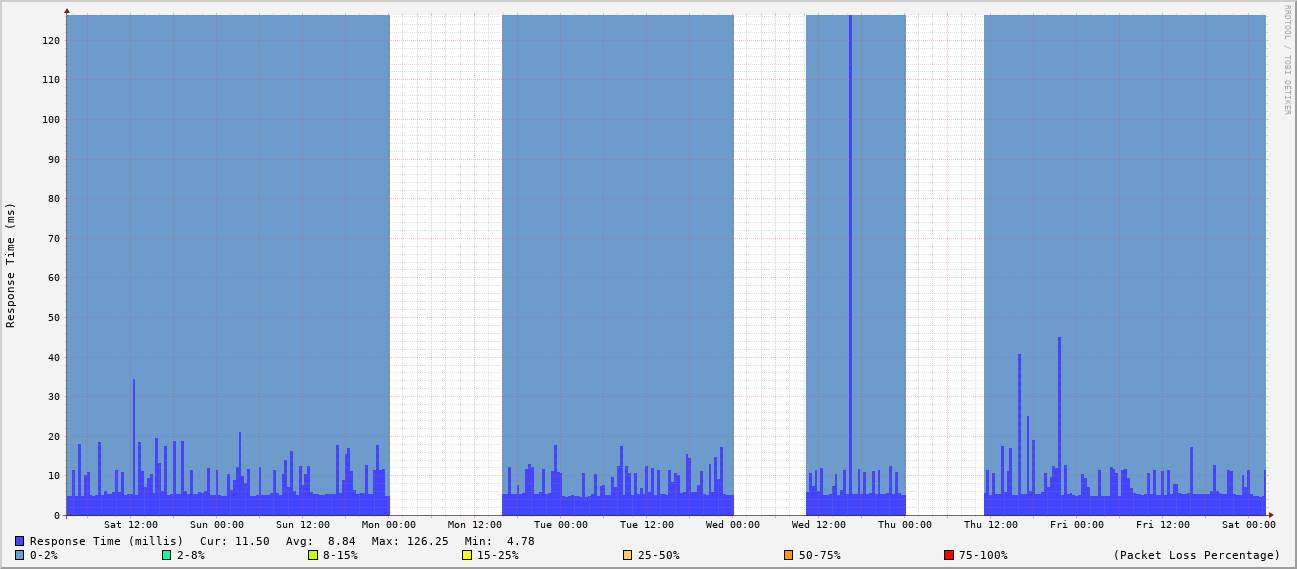 RRDTOOL / TOBI OETIKER
Response Time (ms)
120
110
100
90
80
70
60
50
40
30
20
10
0
Sat 12:00 Sun 00:00 Sun 12:00 Mon 00:00 Mon 12:00 Tue 00:00 Tue 12:00 Wed 00:00 Wed 12:00 Thu 00:00 Thu 12:00 Fri 00:00 Fri 12:00 Sat 00:00
Response Time (millis) Cur: 11.50 Avg: 8.84 Max: 126.25 Min: 4.78
0-2% 2-8% 8-15% 15-25% 25-50% 50-75% 75-100% (Packet Loss Percentage)